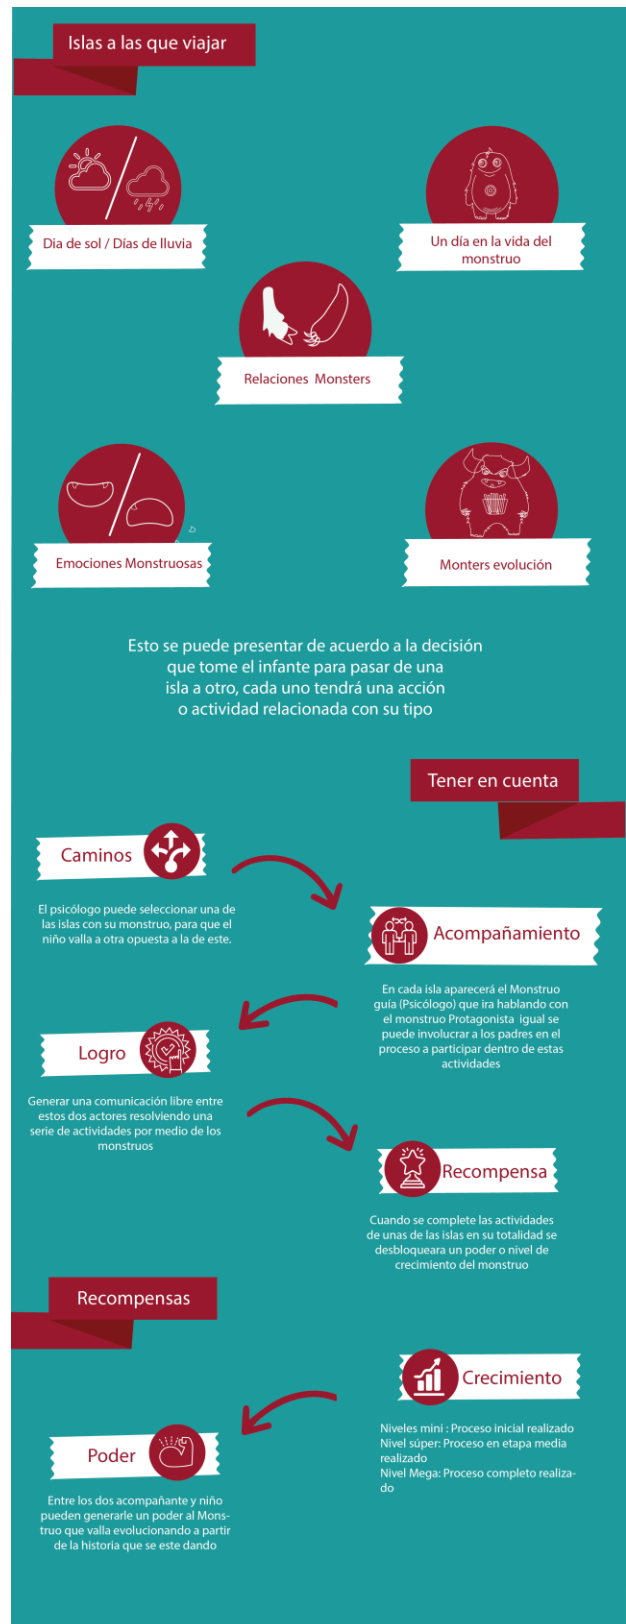 Islas a las que viajar
Dia de sol / Días de lluvia
Un día en la vida del
monstruo
Relaciones Monsters
Emociones Monstruosas
Monters evolución
Esto se puede presentar de acuerdo a la decisión
que tome el infante para pasar de una
isla a otro, cada uno tendrá una acción
o actividad relacionada con su tipo
Tener en cuenta
Caminos
El psicólogo puede seleccionar una de
las islas con su monstruo, para que el
niño valla a otra opuesta a la de este.
Acompañamiento
En cada isla aparecerá el Monstruo
guía (Psicólogo) que ira hablando con
el monstruo Protagonista igual se
puede involucrar a los padres en el
proceso a participar dentro de estas
actividades
Logro
Generar una comunicación libre entre
estos dos actores resolviendo una
serie de actividades por medio de los
monstruos
Recompensa
Cuando se complete las actividades
de unas de las islas en su totalidad se
desbloqueara un poder o nivel de
crecimiento del monstruo
Recompensas
Crecimiento
Niveles mini : Proceso inicial realizado
Nivel súper: Proceso en etapa media
realizado
Nivel Mega: Proceso completo realiza-
do
Poder
Entre los dos acompañante y niño
pueden generarle un poder al Mons-
truo que valla evolucionando a partir
de la historia que se este dando